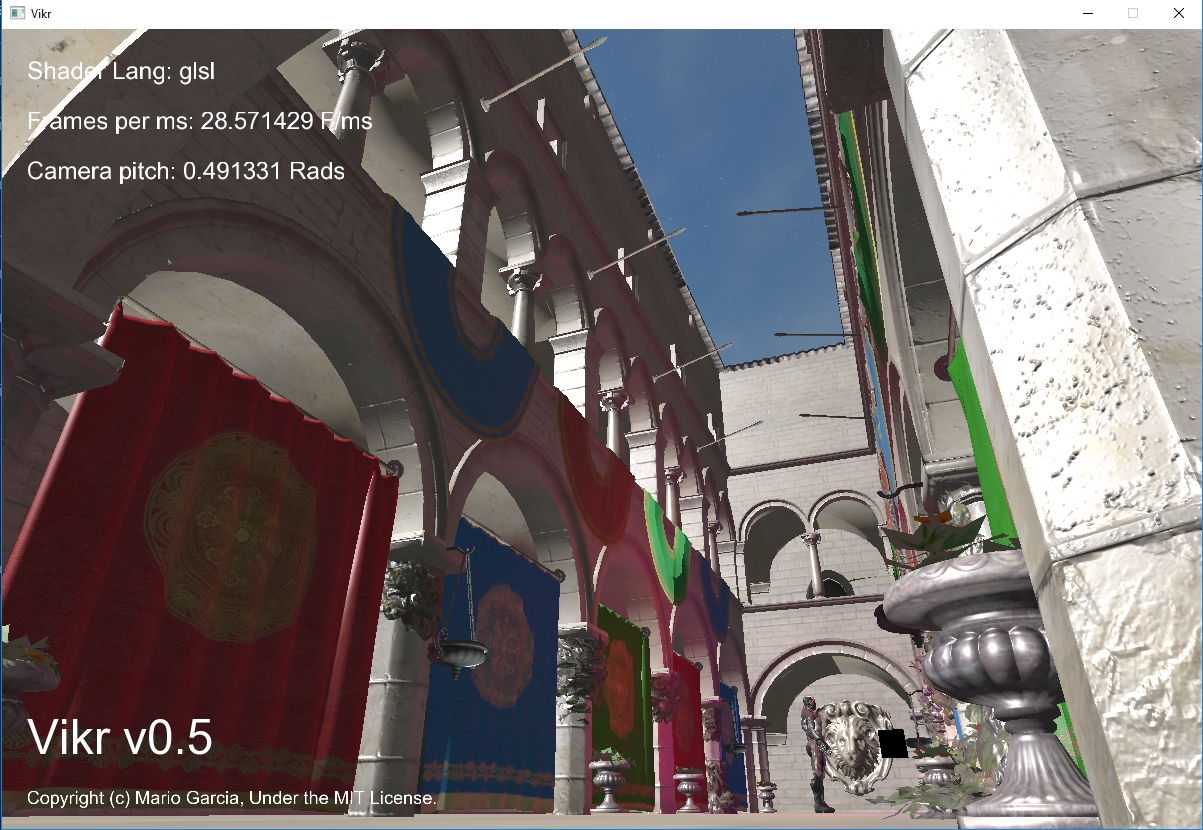 Vikr
Shader Lang: glsl
Frames per ms: 28.571429 F/ms
Camera pitch: 0.491331 Rads
Vikr v0.5
Copyright (c) Mario Garcia, Under the MIT License.